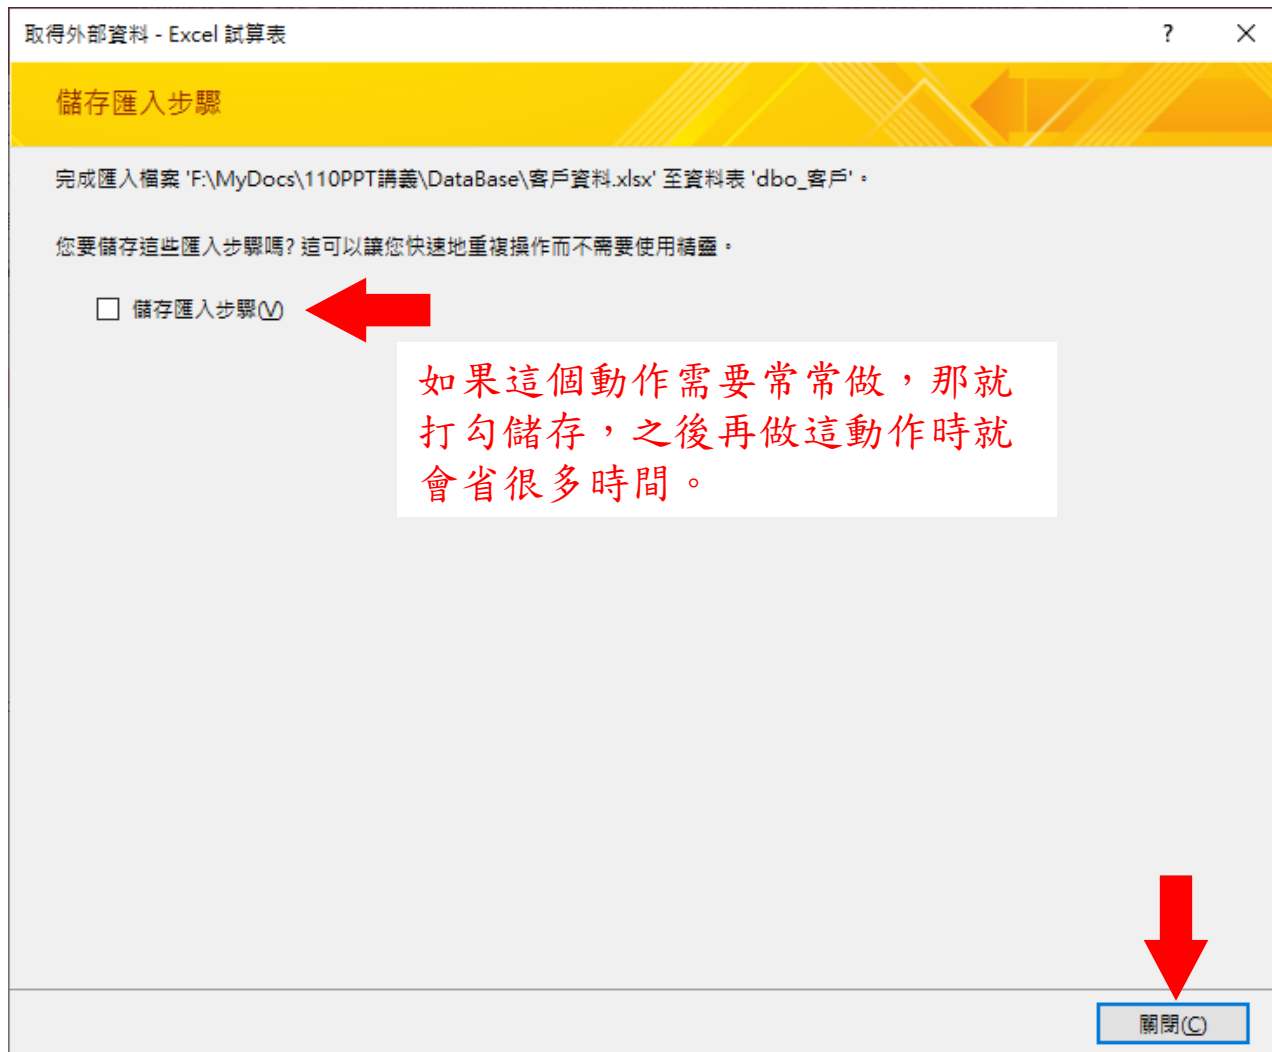 取得外部資料 - Excel 試算表
?
儲存匯入步驟
完成匯入檔案 'F:\MyDocs\110PPT講義\DataBase\客戶資料.xlsx' 至資料表 'dbo_客戶'。
您要儲存這些匯入步驟嗎? 這可以讓您快速地重複操作而不需要使用精靈。
儲存匯入步驟(V)
如果這個動作需要常常做，那就
打勾儲存，之後再做這動作時就
會省很多時間。
關閉(C)